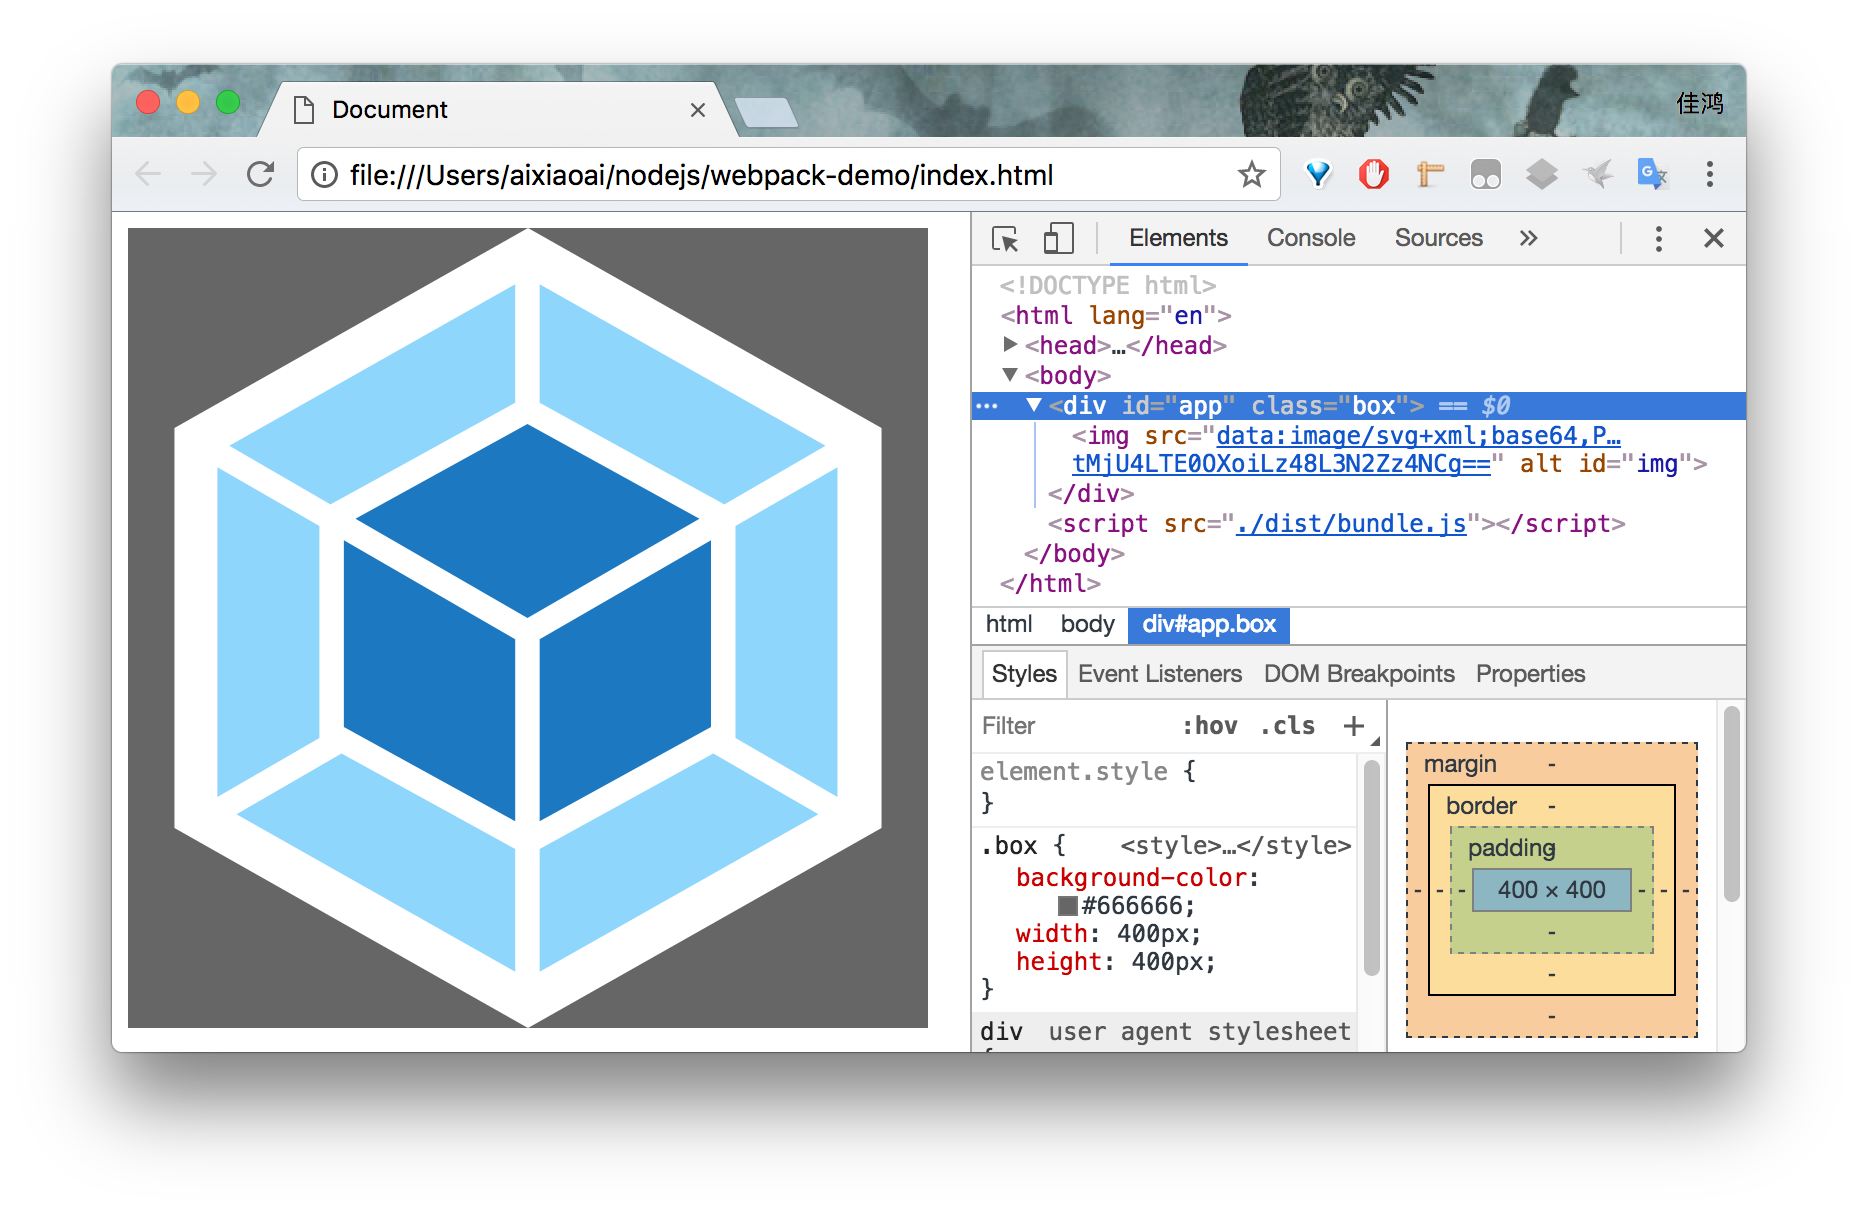 Document
佳鸿
file:///Users/aixiaoai/nodejs/webpack-demo/index.html
Elements Console Sources »
<!DOCTYPE html>
<html lang="en">
<head>…</head>
<body>
<div id="app" class="box"> == $0
<img src="data:image/svg+xml;base64,P…
tMjU4LTE0OXoiLz48L3N2Zz4NCg==" alt id="img">
</div>
<script src="./dist/bundle.js"></script>
</body>
</html>
html body div#app.box
Styles Event Listeners DOM Breakpoints Properties
Filter :hov .cls +
element.style {
}
.box { <style>…</style>
background-color:
#666666;
width: 400px;
height: 400px;
}
div user agent stylesheet
margin -
border -
padding -
- - - 400 × 400 - - -
-
-
-